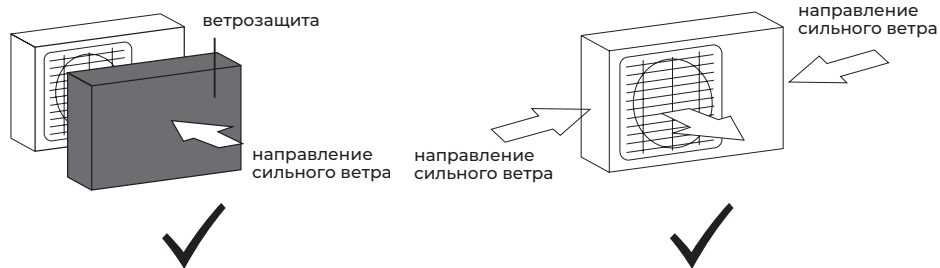 ветрозащита
направление
сильного ветра
направление
сильного ветра
направление
сильного ветра